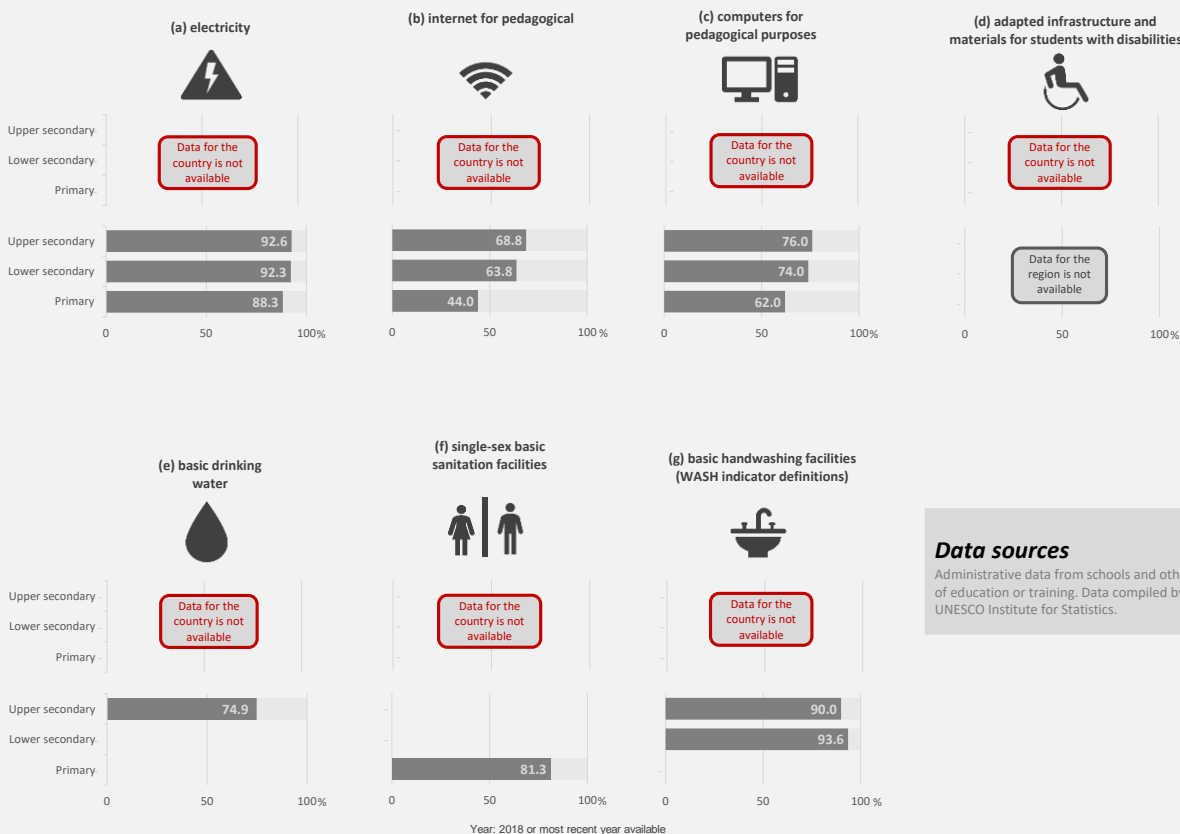 (a) electricity
(b) internet for pedagogical
(c) computers for
pedagogical purposes
(d) adapted infrastructure and
materials for students with disabilities
Upper secondary
Lower secondary
Primary
Data for the
country is not
available
Data for the
country is not
available
Data for the
country is not
available
Data for the
country is not
available
Upper secondary
Lower secondary
Primary
92.6
92.3
88.3
0 50 100%
68.8
63.8
44.0
0 50 100%
76.0
74.0
62.0
0 50 100%
Data for the
region is not
available
0 50 100%
(e) basic drinking
water
(f) single-sex basic
sanitation facilities
(g) basic handwashing facilities
(WASH indicator definitions)
Upper secondary
Lower secondary
Primary
Data for the
country is not
available
Data for the
country is not
available
Data for the
country is not
available
Upper secondary
Lower secondary
Primary
74.9
0 50 100%
81.3
0 50 100%
90.0
93.6
0 50 100 %
Data sources
Administrative data from schools and oth
of education or training. Data compiled by
UNESCO Institute for Statistics.
Year: 2018 or most recent year available